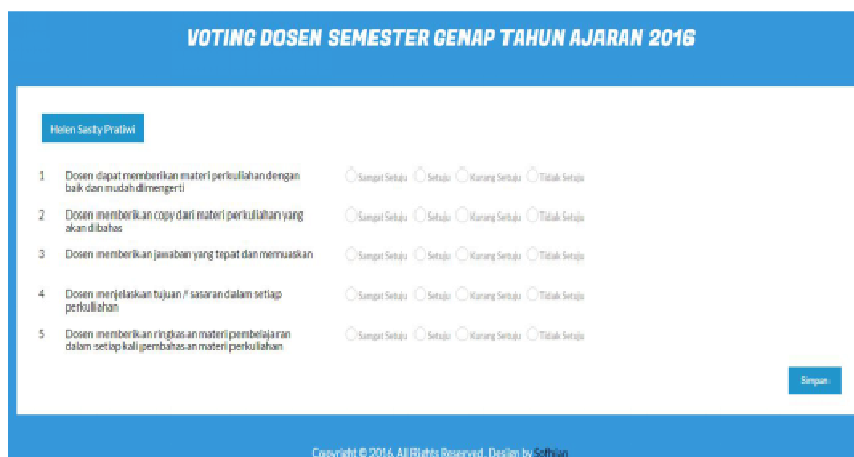 VOTING DOSEN SEMESTER GENAP TAHUN AJARAN 2016
Helen Sasty Pratiwi
1 Dosen dapat memberikan materi perkuliahan dengan
baik dan mudah dimengerti
Sangat Setuju Setuju Kurang Setuju Tidak Setuju
2 Dosen memberikan copy dari materi perkuliahan yang
akan dibahas
Sangat Setuju Setuju Kurang Setuju Tidak Setuju
3 Dosen memberikan jawaban yang tepat dan memuaskan
Sangat Setuju Setuju Kurang Setuju Tidak Setuju
4 Dosen menjelaskan tujuan / sasaran dalam setiap
perkuliahan
Sangat Setuju Setuju Kurang Setuju Tidak Setuju
5 Dosen memberikan ringkasan materi pembelajaran
dalam setiap kali pembahasan materi perkuliahan
Sangat Setuju Setuju Kurang Setuju Tidak Setuju
Simpan
Copyright © 2016. All Rights Reserved. Design by